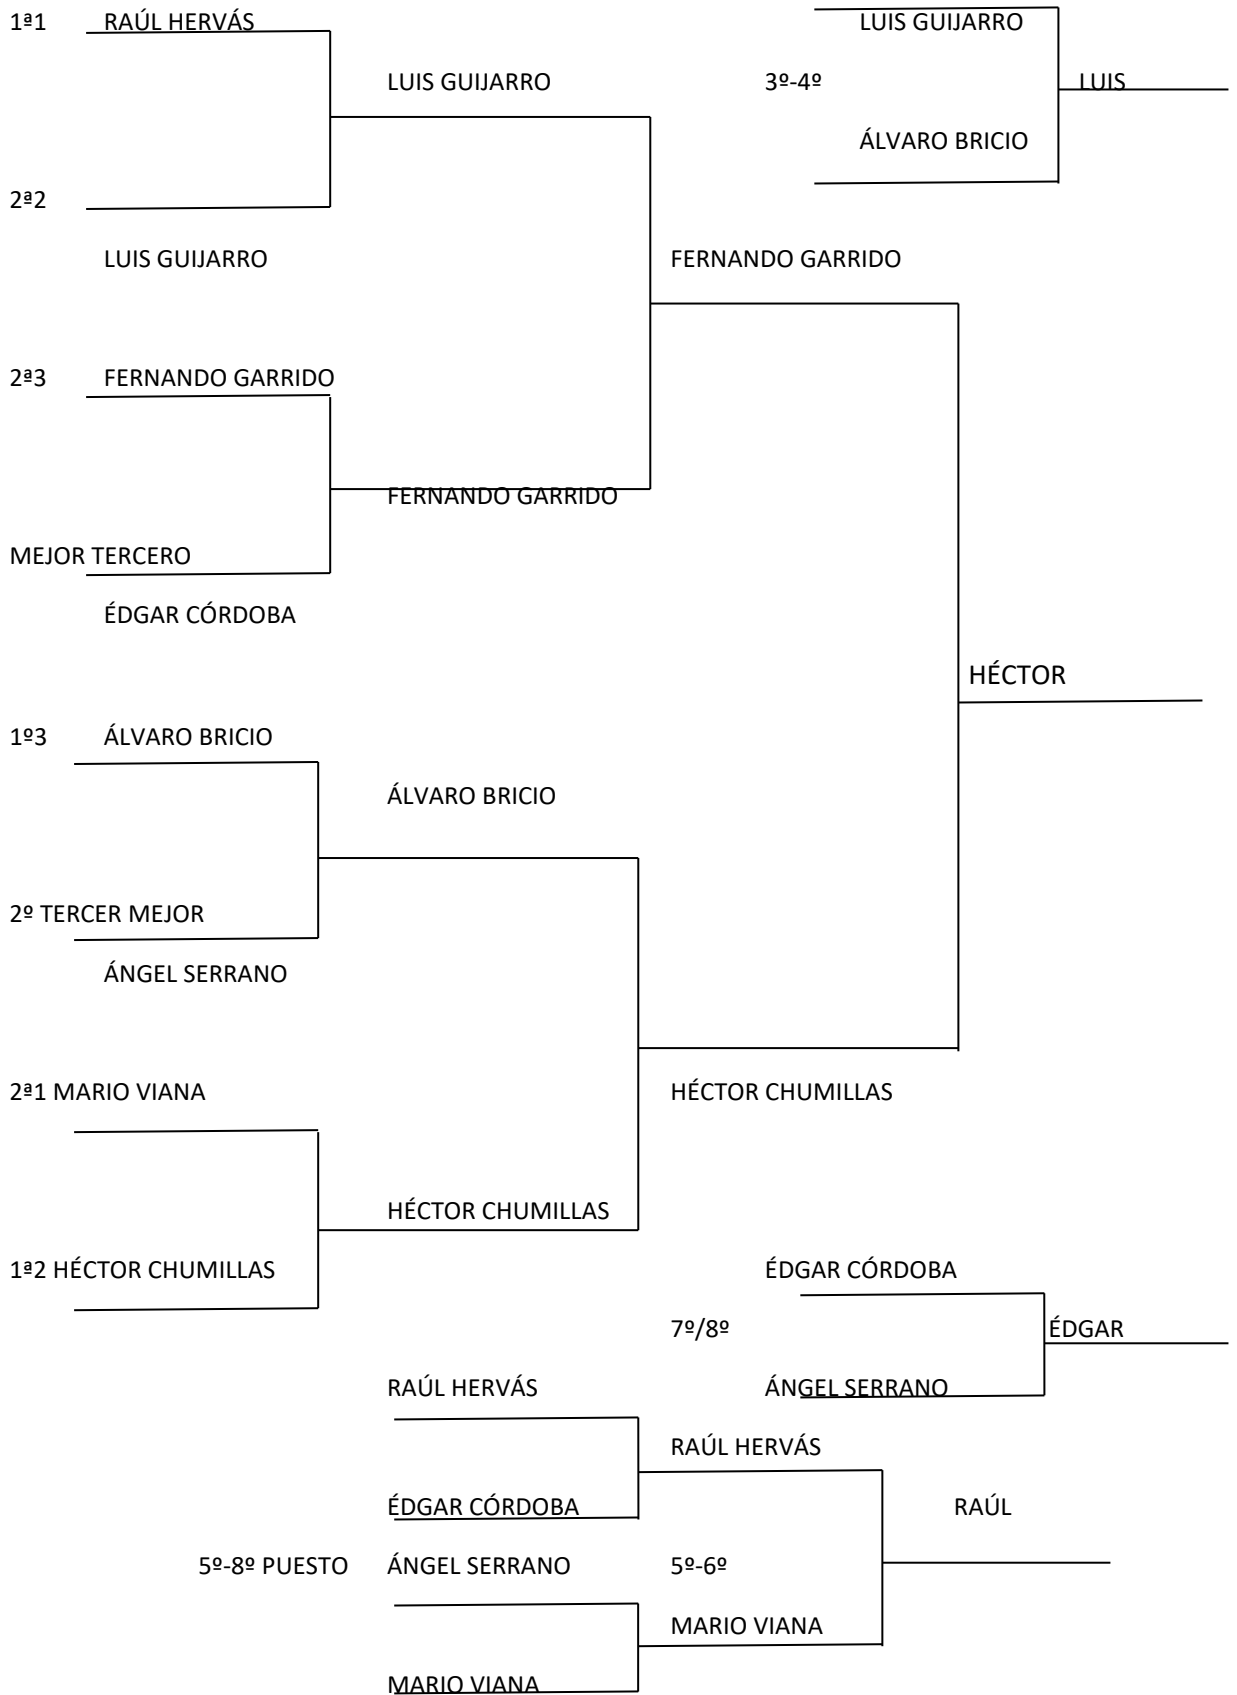 1ª1 RAÚL HERVÁS LUIS GUIJARRO
LUIS GUIJARRO 3º-4º LUIS
ÁLVARO BRICIO
2ª2
LUIS GUIJARRO FERNANDO GARRIDO
2ª3 FERNANDO GARRIDO
FERNANDO GARRIDO
MEJOR TERCERO
ÉDGAR CÓRDOBA
HÉCTOR
1º3 ÁLVARO BRICIO
ÁLVARO BRICIO
2º TERCER MEJOR
ÁNGEL SERRANO
2ª1 MARIO VIANA HÉCTOR CHUMILLAS
HÉCTOR CHUMILLAS
1ª2 HÉCTOR CHUMILLAS ÉDGAR CÓRDOBA
7º/8º ÉDGAR
RAÚL HERVÁS ÁNGEL SERRANO
RAÚL HERVÁS
ÉDGAR CÓRDOBA RAÚL
5º-8º PUESTO ÁNGEL SERRANO 5º-6º
MARIO VIANA
MARIO VIANA